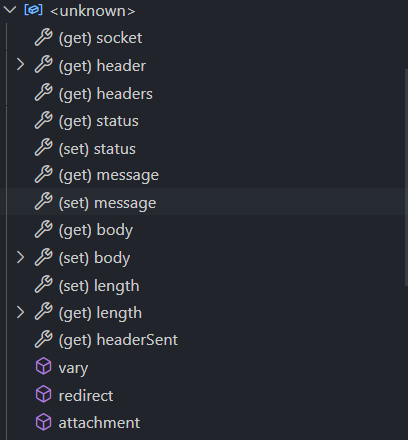 <unknown>
(get) socket
(get) header
(get) headers
(get) status
(set) status
(get) message
(set) message
(get) body
(set) body
(set) length
(get) length
(get) headerSent
vary
redirect
attachment